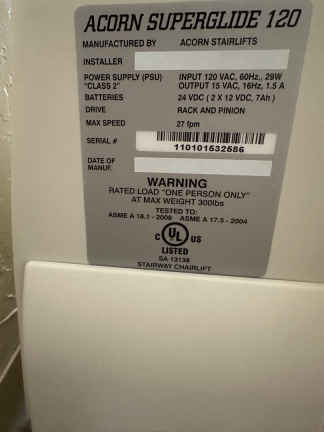 ACORN SUPERGLIDE 120
MANUFACTURED BY ACORN STAIRLIFTS
INSTALLER
POWER SUPPLY (PSU) INPUT 120 VAC, 60Hz., 29W
"CLASS 2" OUTPUT 15 VAC, 16Hz, 1.5 A
BATTERIES 24 VDC ( 2 X 12 VDC, 7Ah )
DRIVE RACK AND PINION
MAX SPEED 27 fpm
SERIAL # 110101532586
DATE OF
MANUF.
WARNING
RATED LOAD "ONE PERSON ONLY"
AT MAX WEIGHT 300lbs
TESTED TO:
ASME A 18.1 - 2008 ASME A 17.5 - 2004
C UL US
LISTED
SA 13138
STAIRWAY CHAIRLIFT